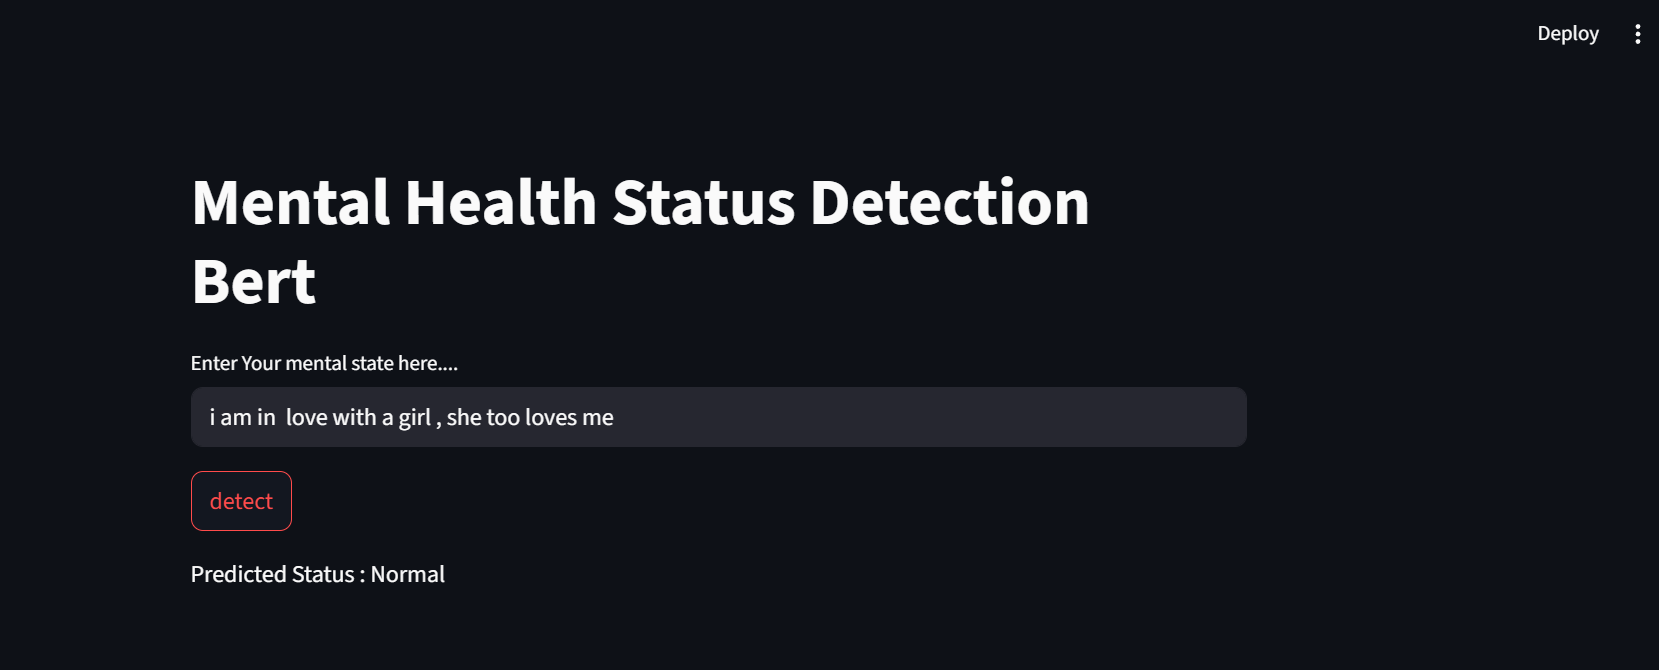 Deploy
Mental Health Status Detection
Bert
Enter Your mental state here....
i am in  love with a girl , she too loves me
detect
Predicted Status : Normal